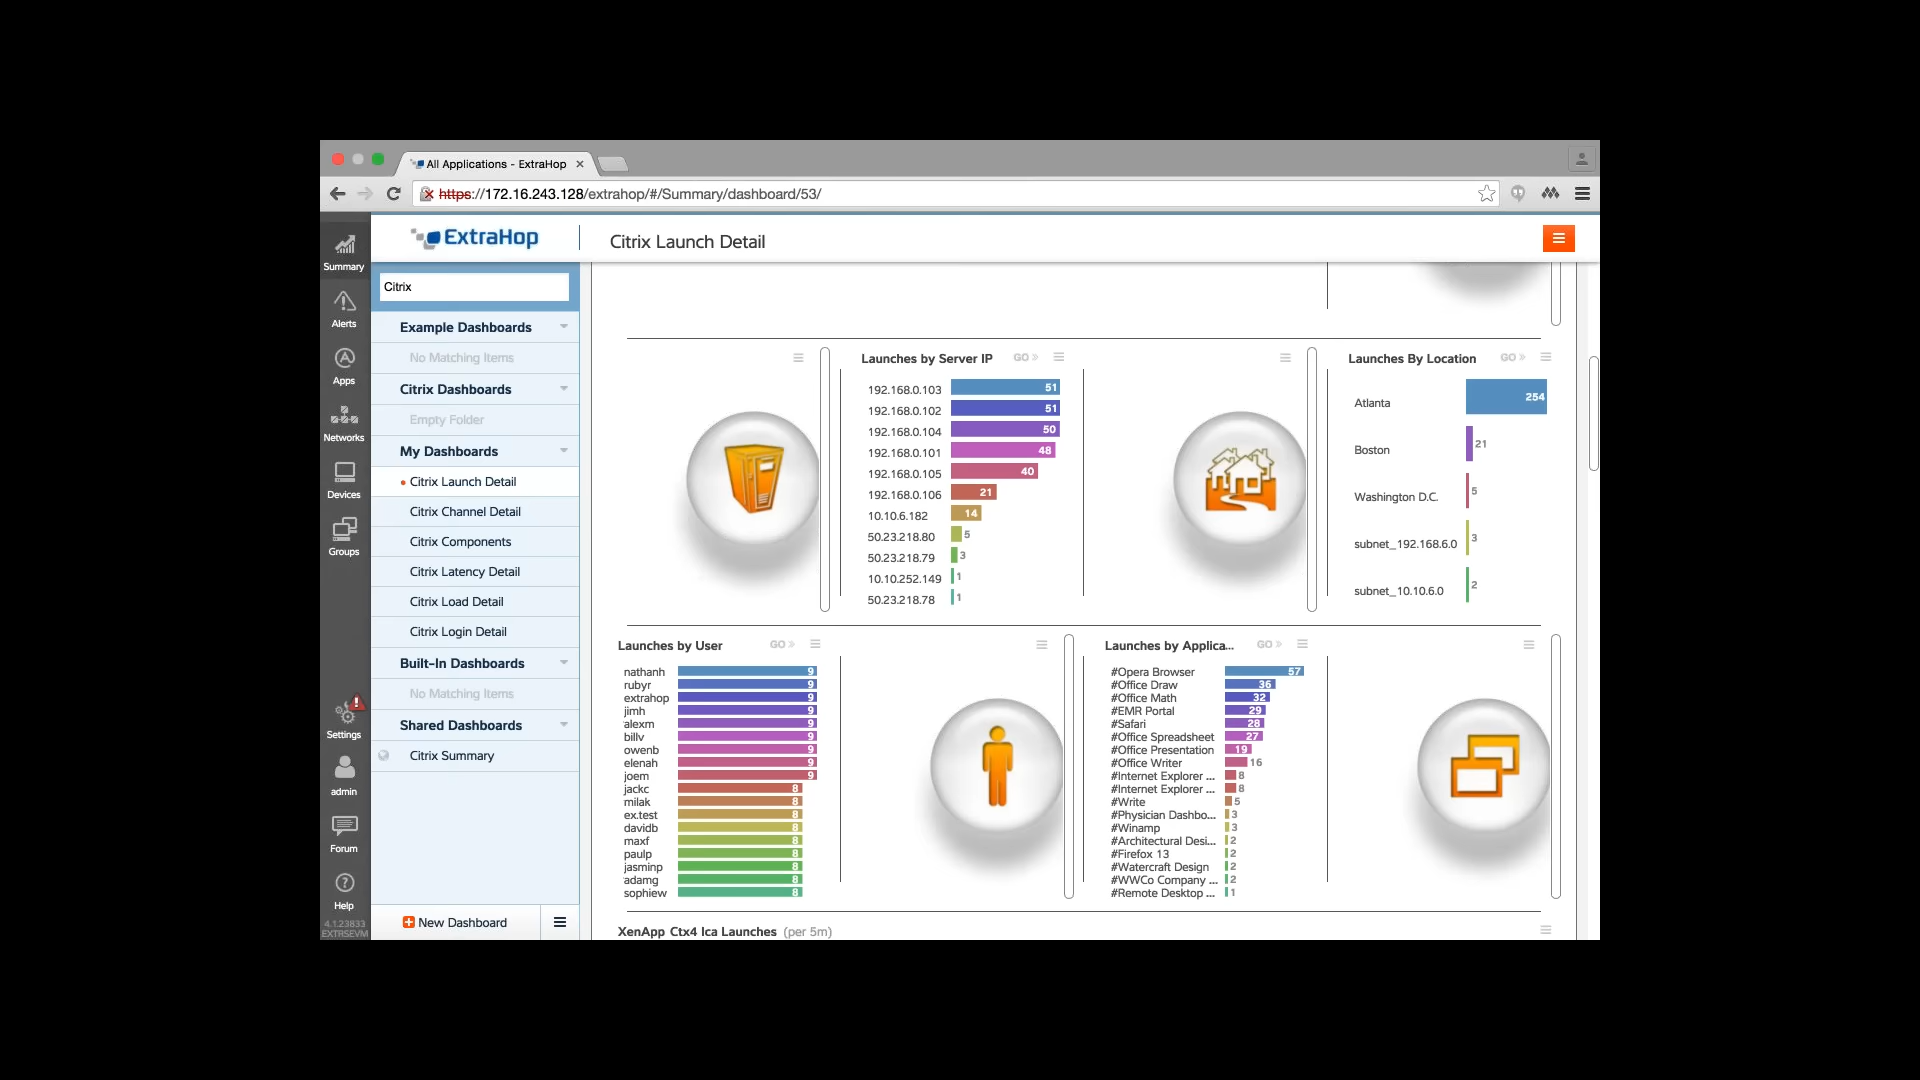 All Applications - ExtraHop
https://172.16.243.128/extrahop/#/Summary/dashboard/53/
ExtraHop
Citrix Launch Detail
Summary
Alerts
Apps
Networks
Devices
Groups
Settings
admin
Forum
Help
4.1.23833
EXTRSEVM
Citrix
Example Dashboards
No Matching Items
Citrix Dashboards
Empty Folder
My Dashboards
Citrix Launch Detail
Citrix Channel Detail
Citrix Components
Citrix Latency Detail
Citrix Load Detail
Citrix Login Detail
Built-In Dashboards
No Matching Items
Shared Dashboards
Citrix Summary
New Dashboard
Launches by Server IP GO »
192.168.0.103 51
192.168.0.102 51
192.168.0.104 50
192.168.0.101 48
192.168.0.105 40
192.168.0.106 21
10.10.6.182 14
50.23.218.80 5
50.23.218.79 3
10.10.252.149 1
50.23.218.78 1
Launches By Location GO »
Atlanta 254
Boston 21
Washington D.C. 5
subnet_192.168.6.0 3
subnet_10.10.6.0 2
Launches by User GO »
nathanh 9
rubyr 9
extrahop 9
jimh 9
alexm 9
billv 9
owenb 9
elenah 9
joem 9
jackc 8
milak 8
ex.test 8
davidb 8
maxf 8
paulp 8
jasminp 8
adamg 8
sophiew 8
Launches by Applica... GO »
#Opera Browser 57
#Office Draw 36
#Office Math 32
#EMR Portal 29
#Safari 28
#Office Spreadsheet 27
#Office Presentation 19
#Office Writer 16
#Internet Explorer ... 8
#Internet Explorer ... 8
#Write 5
#Physician Dashbo... 3
#Winamp 3
#Architectural Desi... 2
#Firefox 13 2
#Watercraft Design 2
#WWCo Company ... 2
#Remote Desktop ... 1
XenApp Ctx4 Ica Launches (per 5m)